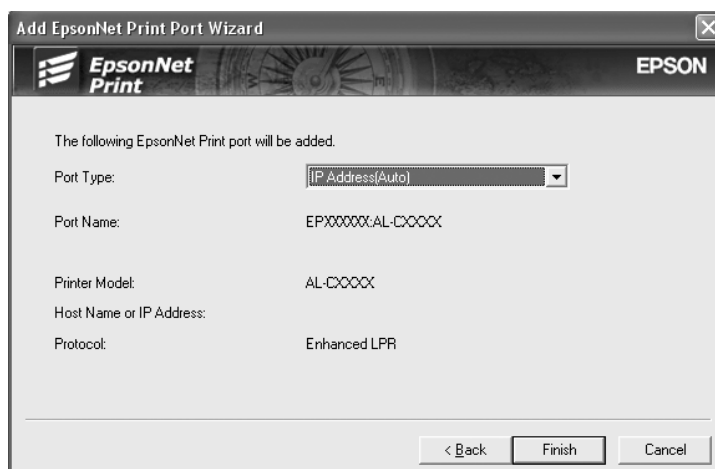 Add EpsonNet Print Port Wizard
EpsonNet
Print
EPSON
The following EpsonNet Print port will be added.
Port Type: IP Address(Auto)
Port Name: EPXXXXXX:AL-CXXXX
Printer Model: AL-CXXXX
Host Name or IP Address:
Protocol: Enhanced LPR
< Back Finish Cancel